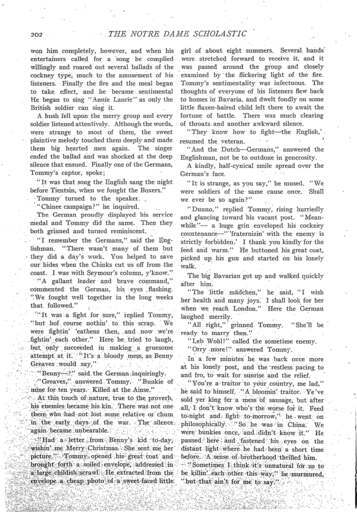 202
THE NOTRE DAME SCHOLASTIC
won him completely, however, and when his
entertainers called for a song he complied
willingly and roared out several ballads of the
cockney type, much to the amusement of his
listeners. Finally the fire and the meal began
to take effect, and he became sentimental
He began to sing "Annie Laurie" as only the
British soldier can sing it.
A hush fell upon the merry group and every
soldier listened attentively. Although the words,
were strange to most of them, the sweet
plaintive melody touched them deeply and made
them big hearted men again. The singer
ended the ballad and was shocked at the deep
silence that ensued. Finally one of the Germans,
Tommy's captor, spoke;
"It was that song the English sang the night
before Tientsin, when we fought the Boxers."
Tommy turned to the speaker.
"Chinee campaign?" he inquired.
The German proudly displayed his service
medal and Tommy did the same. Then they
both grinned and turned reminiscent.
"I remember the Germans," said the Eng-
lishman. "There wasn't many of them but
they did a day's work. You helped to save
our hides when the Chinks cut us off from the
coast. I was with Seymour's column, y'know."
"A gallant leader and brave command,"
commented the German, his eyes flashing.
"We fought well together in the long weeks
that followed."
"It was a fight for sure," replied Tommy,
"but hof course nothin' to this scrap. We
were fightin' 'eathens then, and now we're
fightin' each other." Here he tried to laugh,
but only succeeded in making a gruesome
attempt at it. "It's a bloody mess, as Benny
Greaves would say,"
"Benny—?" said the German inquiringly.
"Greaves," answered Tommy. "Bunkie of
mine for ten years. Killed at the Aisne."
At this touch of nature, true to the proverb,
his enemies became his kin. There was not one
them who had not lost some relative or chum
in the early days of the war. The silence
again became unbearable.
"Had a letter from Benny's kid to-day,
wishin' me Merry Christmas. She sent me her
picture." Tommy opened his great coat and
brought forth a soiled envelope, addressed in
a large childish scrawl. He extracted from the
envelope a cheap photo of a sweet-faced little
girl of about eight summers. Several hands
were stretched forward to receive it, and it
was passed around the group and closely
examined by the flickering light of the fire.
Tommy's sentimentality was infectuous. The
thoughts of everyone of his listeners flew back
to homes in Bavaria, and dwelt fondly on some
little flaxen-haired child left there to await the
fortune of battle. There was much clearing
of throats and another awkward silence.
"They know how to fight—the English,'
resumed the veteran.
"And the Dutch—Germans," answered the
Englishman, not be to outdone in generosity.
A kindly, half-cynical smile spread over the
German's face.
"It is strange, as you say," he mused. "We
were soldiers of the same cause once. Shall
we ever be so again?"
"Dunno," replied Tommy, rising hurriedly
and glancing toward his vacant post. "Mean-
while"— a huge grin enveloped his cockney
countenance—"'fraternizin' with the enemy is
strictly forbidden.' I thank you kindly for the
feed and warm." He buttoned his great coat,
picked up his gun and started on his lonely
walk.
The big Bavarian got up and walked quickly
after him.
"The little mädchen," he said, "I wish
her health and many joys. I shall look for her
when we reach London." Here the German
laughed merrily.
"All right," grinned Tommy. "She'll be
ready to marry then."
"Leb Wohl!" called the sometime enemy.
"Orry more!" answered Tommy.
In a few minutes he was back once more
at his lonely post, and the restless pacing to
and fro, to wait for sunrise and the relief.
"You're a traitor to your country, me lad,"
he said to himself. "A bloomin' traitor. Ye've
sold yer king fer a mess of sausage, but after
all, I don't know who's the worse for it. Feed
to-night and fight to-morrow," he went on
philosophically. "So he was in China. We
were bunkies once, and didn't know it." He
paused here and fastened his eyes on the
distant light where he had been a short time
before. A sense of brotherhood thrilled him.
"Sometimes I think it's unnatural for us to
be killin' each other this way," he murmured,
"but that ain't for me to say."